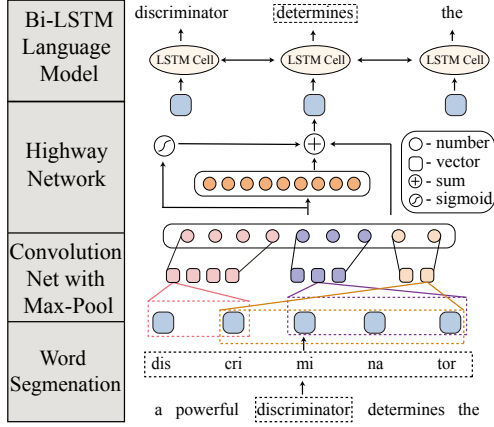 Bi-LSTM
Language
Model
discriminator determines the
LSTM Cell LSTM Cell LSTM Cell
Highway
Network
- number
- vector
- sum
- sigmoid
Convolution
Net with
Max-Pool
Word
Segmenation
dis cri mi na tor
a powerful discriminator determines the